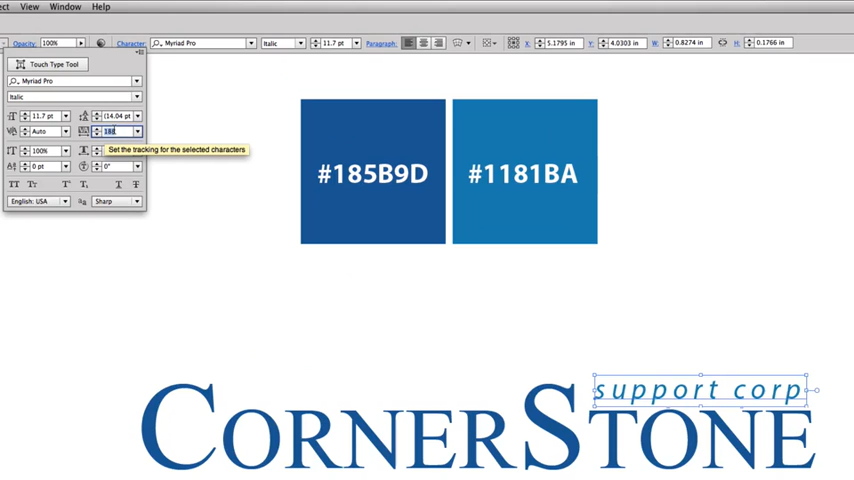 View Window Help
Opacity: 100% Character: Myriad Pro Italic 11.7 pt Paragraph: X: 5.1795 in Y: 4.0303 in W: 0.8274 in H: 0.1766 in
Touch Type Tool
Myriad Pro
Italic
11.7 pt (14.04 pt
Auto
Set the tracking for the selected characters
100%
0 pt 0°
English: USA Sharp
#185B9D #1181BA
support corp
CORNERSTONE